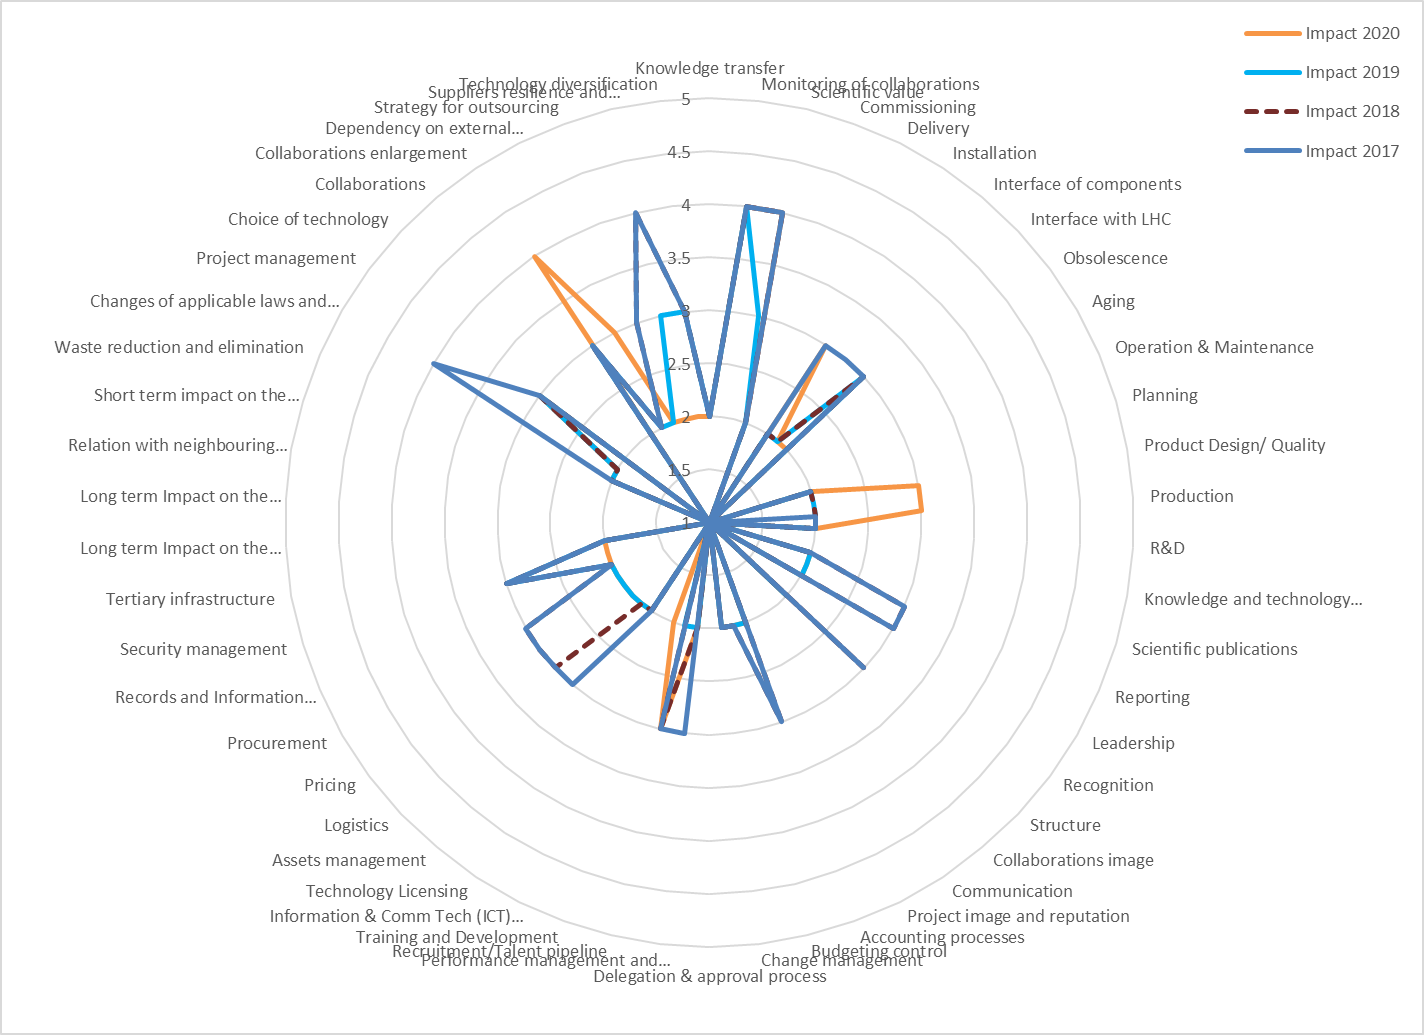 Impact 2020
Impact 2019
Impact 2018
Impact 2017
Knowledge transfer
Monitoring of collaborations
Scientific value
Commissioning
Delivery
Installation
Interface of components
Interface with LHC
Obsolescence
Aging
Operation & Maintenance
Planning
Product Design/ Quality
Production
R&D
Knowledge and technology...
Scientific publications
Reporting
Leadership
Recognition
Structure
Collaborations image
Communication
Project image and reputation
Accounting processes
Budgeting control
Change management
Delegation & approval process
Performance management and...
Recruitment/Talent pipeline
Training and Development
Information & Comm Tech (ICT)...
Technology Licensing
Assets management
Logistics
Pricing
Procurement
Records and Information...
Security management
Tertiary infrastructure
Long term Impact on the...
Long term Impact on the...
Relation with neighbouring...
Short term impact on the...
Waste reduction and elimination
Changes of applicable laws and...
Project management
Choice of technology
Collaborations
Collaborations enlargement
Dependency on external...
Strategy for outsourcing
Suppliers resilience and...
Technology diversification
5
4.5
4
3.5
3
2.5
2
1.5
1